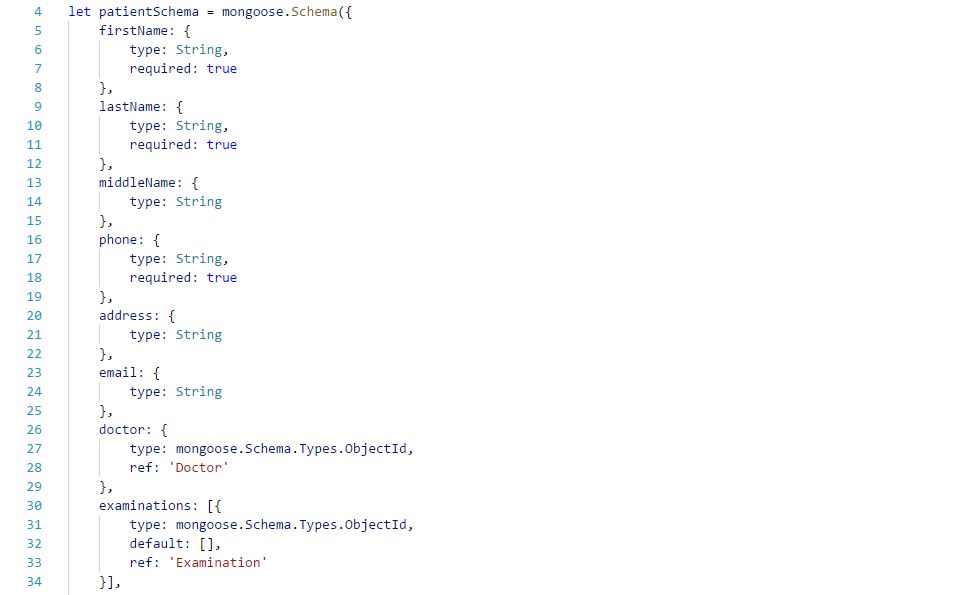 4 let patientSchema = mongoose.Schema({
5 firstName: {
6 type: String,
7 required: true
8 },
9 lastName: {
10 type: String,
11 required: true
12 },
13 middleName: {
14 type: String
15 },
16 phone: {
17 type: String,
18 required: true
19 },
20 address: {
21 type: String
22 },
23 email: {
24 type: String
25 },
26 doctor: {
27 type: mongoose.Schema.Types.ObjectId,
28 ref: 'Doctor'
29 },
30 examinations: [{
31 type: mongoose.Schema.Types.ObjectId,
32 default: [],
33 ref: 'Examination'
34 }],